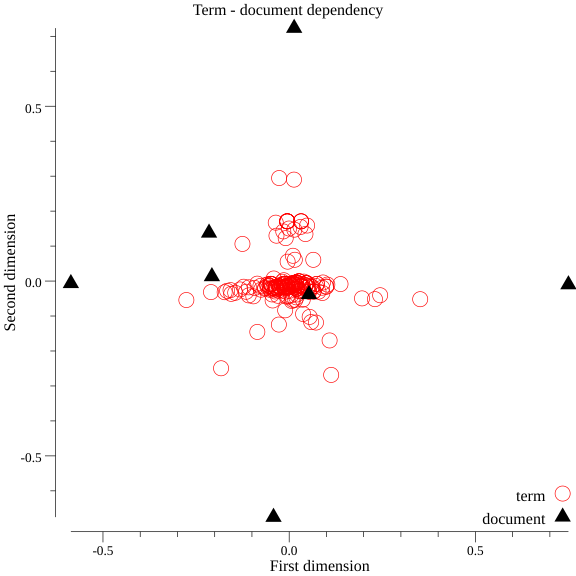 Term - document dependency
0.5
0.0
-0.5
Second dimension
term
document
-0.5
0.0
0.5
First dimension